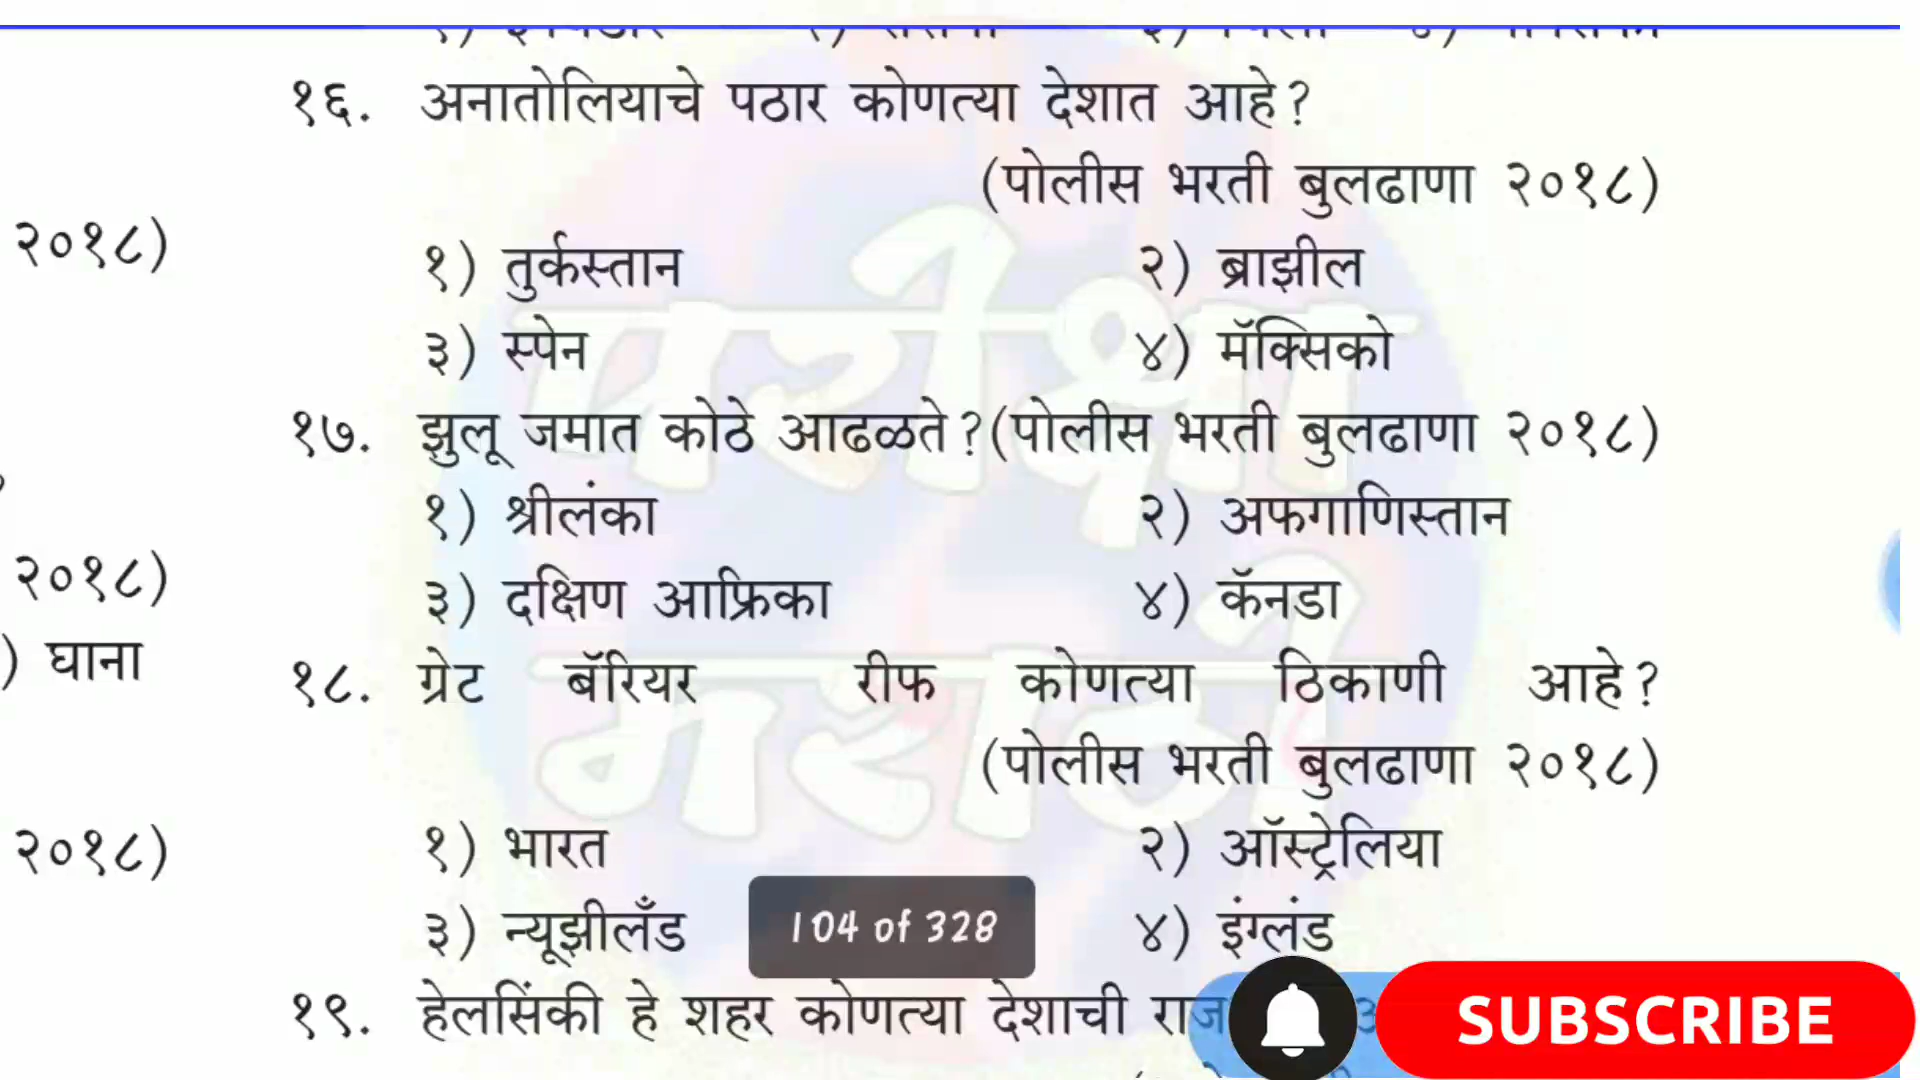 १६. अनातोलियाचे पठार कोणत्या देशात आहे?
(पोलीस भरती बुलढाणा २०१८)
२०१८)
१) तुर्कस्तान २) ब्राझील
३) स्पेन ४) मॅक्सिको
१७. झुलू जमात कोठे आढळते? (पोलीस भरती बुलढाणा २०१८)
१) श्रीलंका २) अफगाणिस्तान
२०१८)
३) दक्षिण आफ्रिका ४) कॅनडा
) घाना
१८. ग्रेट बॅरियर रीफ कोणत्या ठिकाणी आहे?
(पोलीस भरती बुलढाणा २०१८)
२०१८)
१) भारत २) ऑस्ट्रेलिया
३) न्यूझीलँड ४) इंग्लंड
104 of 328
१९. हेलसिंकी हे शहर कोणत्या देशाची
SUBSCRIBE
परीक्षा
मराठी